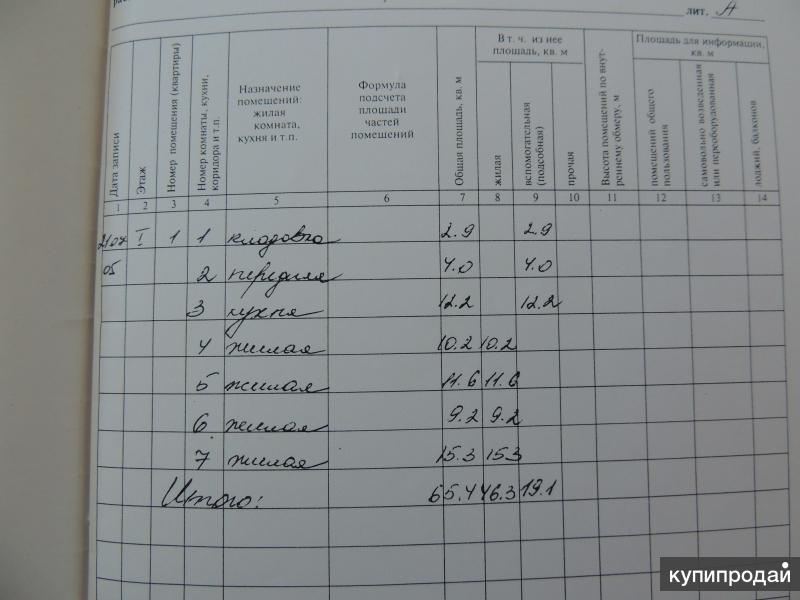 лит. А
Дата записи
Этаж
Номер помещения (квартиры)
Номер комнаты, кухни,
коридора и т.п.
Назначение
помещений:
жилая
комната,
кухня и т.п.
Формула
подсчета
площади
частей
помещений
Общая площадь, кв. м
В т. ч. из нее
площадь, кв. м
жилая
вспомогательная
(подсобная)
прочая
Высота помещений по внут-
реннему обмеру, м
Площадь для информации,
кв. м
помещений общего
пользования
самовольно возведенная
или переоборудованная
лоджий, балконов
1 2 3 4 5 6 7 8 9 10 11 12 13 14
21.07 I 1 1 кладовка 2.9 2.9
05 2 передняя 4.0 4.0
3 кухня 12.2 12.2
4 жилая 10.2 10.2
5 жилая 11.6 11.6
6 жилая 9.2 9.2
7 жилая 15.3 15.3
Итого: 65.4 46.3 19.1
купипродай